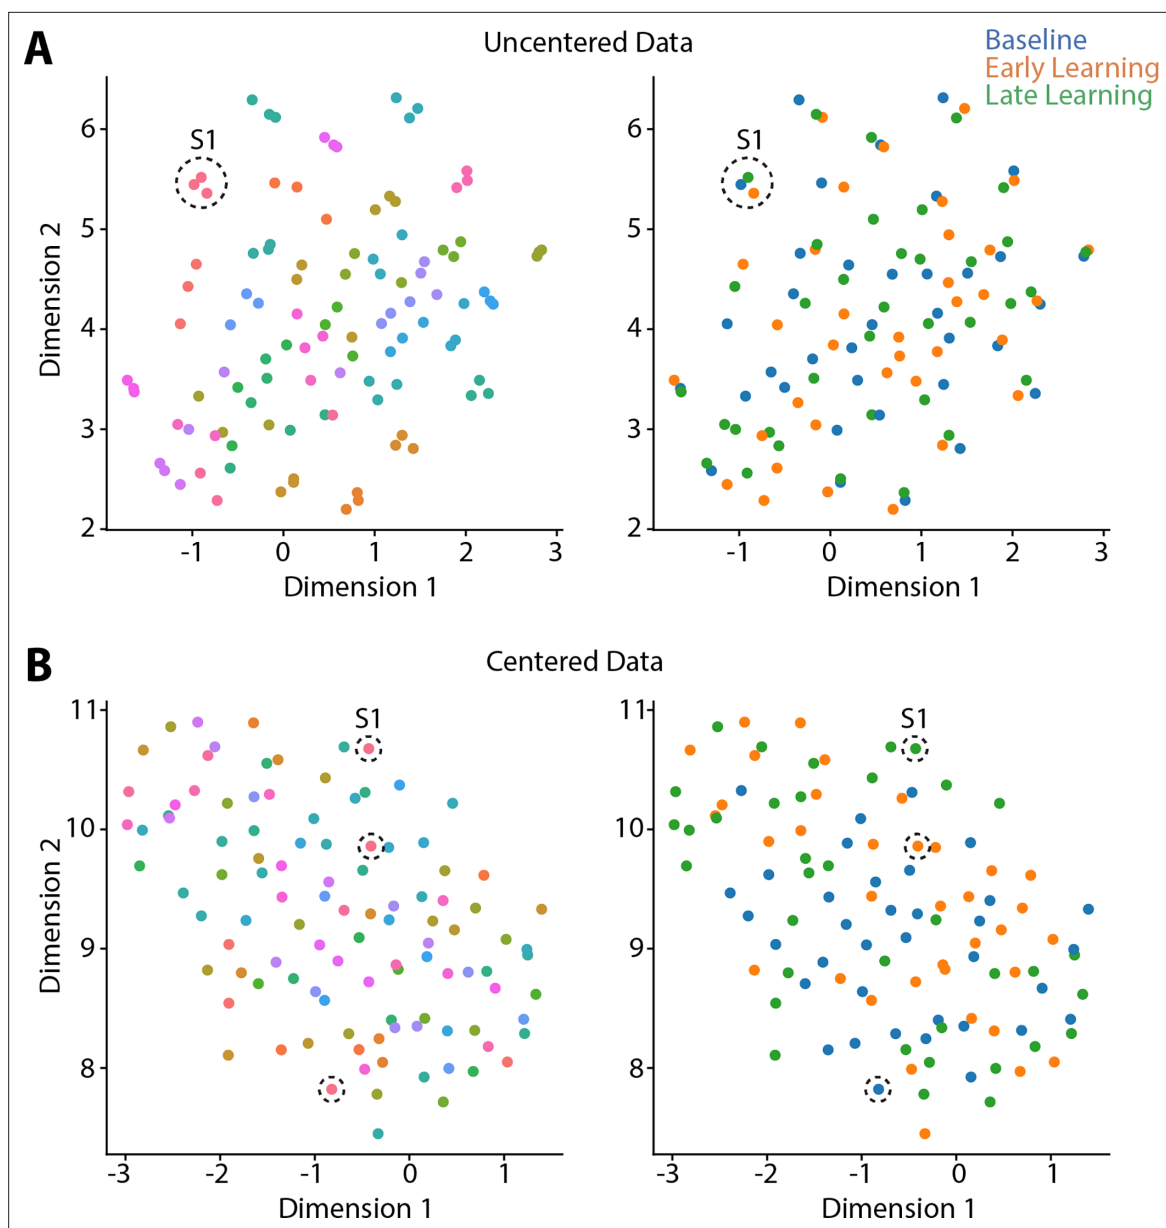 A
Uncentered Data
Baseline
Early Learning
Late Learning
S1
S1
6
5
4
3
2
Dimension 2
-1 0 1 2 3
Dimension 1
6
5
4
3
2
-1 0 1 2 3
Dimension 1
B
Centered Data
S1
S1
11
10
9
8
Dimension 2
-3 -2 -1 0 1
Dimension 1
11
10
9
8
-3 -2 -1 0 1
Dimension 1